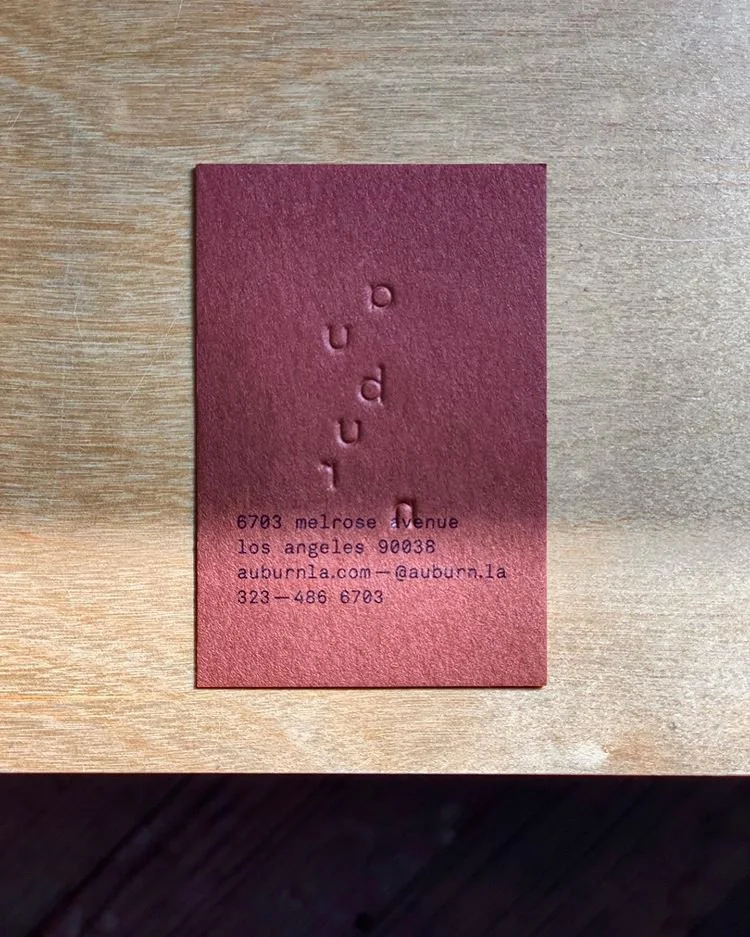 a
u
b
u
r
n
6703 melrose avenue
los angeles 90038
auburnla.com—@auburn.la
323—486 6703